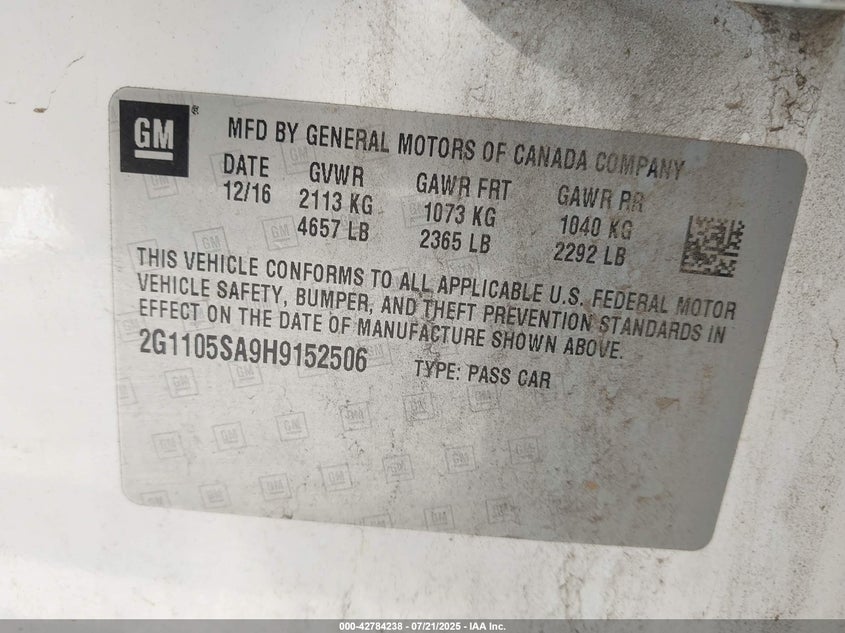 GM ®
MFD BY GENERAL MOTORS OF CANADA COMPANY
DATE GVWR GAWR FRT GAWR RR
12/16 2113 KG 1073 KG 1040 KG
4657 LB 2365 LB 2292 LB
THIS VEHICLE CONFORMS TO ALL APPLICABLE U.S. FEDERAL MOTOR
VEHICLE SAFETY, BUMPER, AND THEFT PREVENTION STANDARDS IN
EFFECT ON THE DATE OF MANUFACTURE SHOWN ABOVE.
2G1105SA9H9152506 TYPE: PASS CAR
000-42784238 - 07/21/2025 - IAA Inc.